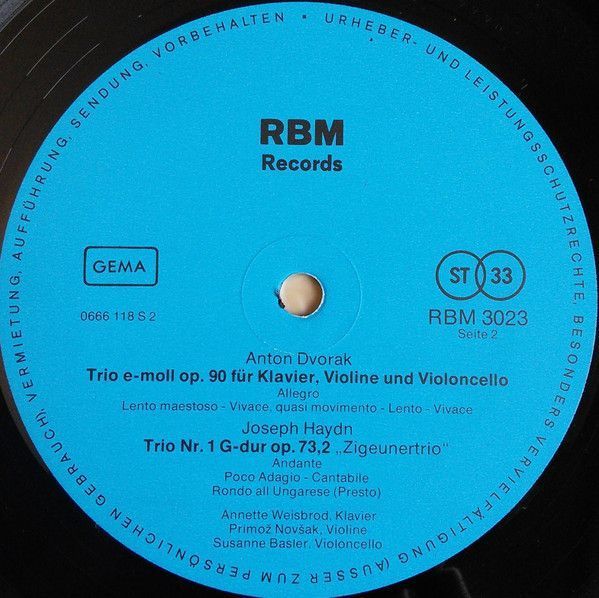 URHEBER- UND LEISTUNGSSCHUTZRECHTE, BESONDERS VERVIELFÄLTIGUNG (AUSSER ZUM PERSÖNLICHEN GEBRAUCH) VERMIETUNG, AUFFÜHRUNG, SENDUNG, VORBEHALTEN •
RBM
Records
GEMA
ST 33
0666 118 S 2
RBM 3023
Seite 2
Anton Dvorak
Trio e-moll op. 90 für Klavier, Violine und Violoncello
Allegro
Lento maestoso - Vivace, quasi movimento - Lento - Vivace
Joseph Haydn
Trio Nr. 1 G-dur op. 73,2 „Zigeunertrio"
Andante
Poco Adagio - Cantabile
Rondo all Ungarese (Presto)
Annette Weisbrod, Klavier
Primož Novšak, Violine
Susanne Basler, Violoncello